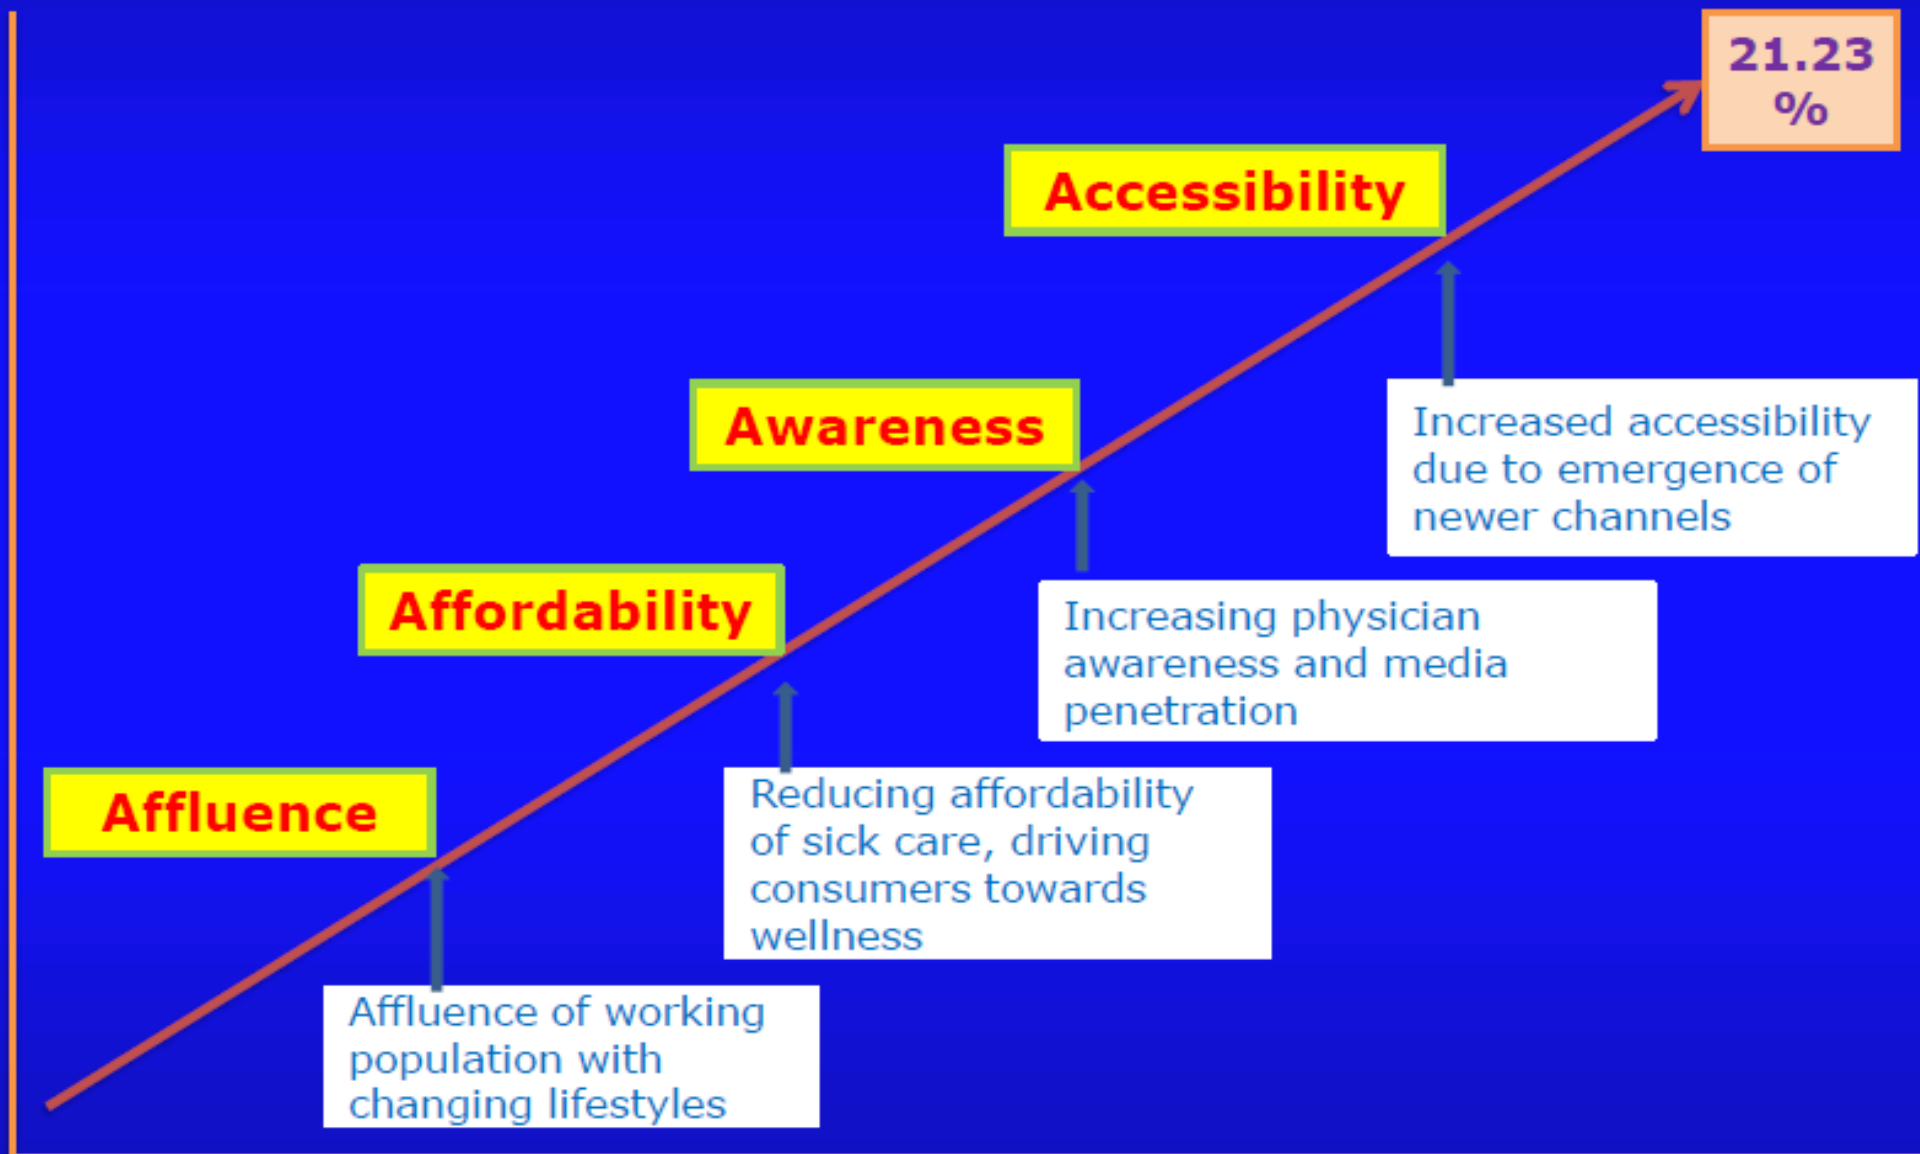 21.23
%
Accessibility
Increased accessibility
due to emergence of
newer channels
Awareness
Increasing physician
awareness and media
penetration
Affordability
Reducing affordability
of sick care, driving
consumers towards
wellness
Affluence
Affluence of working
population with
changing lifestyles